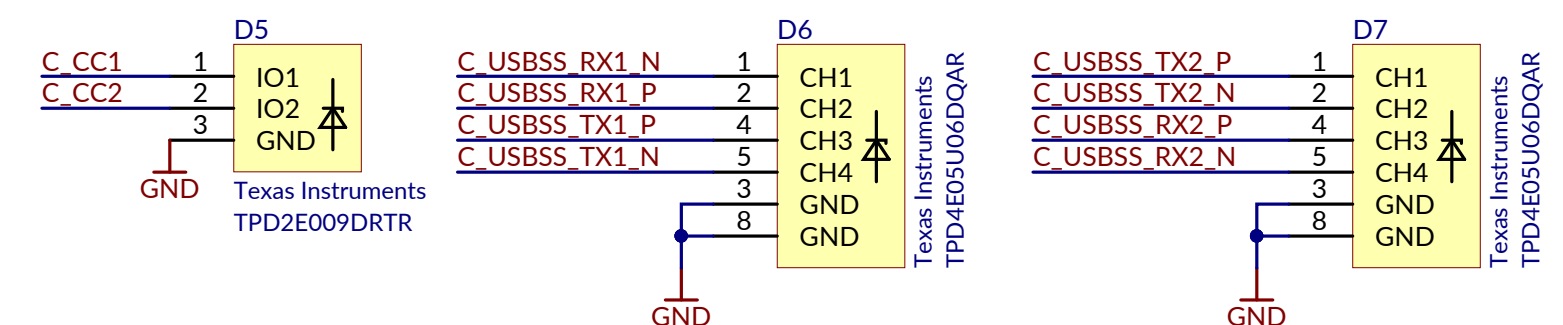 D5
C_CC1 1 IO1
C_CC2 2 IO2
3 GND
GND
Texas Instruments
TPD2E009DRTR
D6
C_USBSS_RX1_N 1 CH1
C_USBSS_RX1_P 2 CH2
C_USBSS_TX1_P 4 CH3
C_USBSS_TX1_N 5 CH4
3 GND
8 GND
GND
Texas Instruments
TPD4E05U06DQAR
D7
C_USBSS_TX2_P 1 CH1
C_USBSS_TX2_N 2 CH2
C_USBSS_RX2_P 4 CH3
C_USBSS_RX2_N 5 CH4
3 GND
8 GND
GND
Texas Instruments
TPD4E05U06DQAR